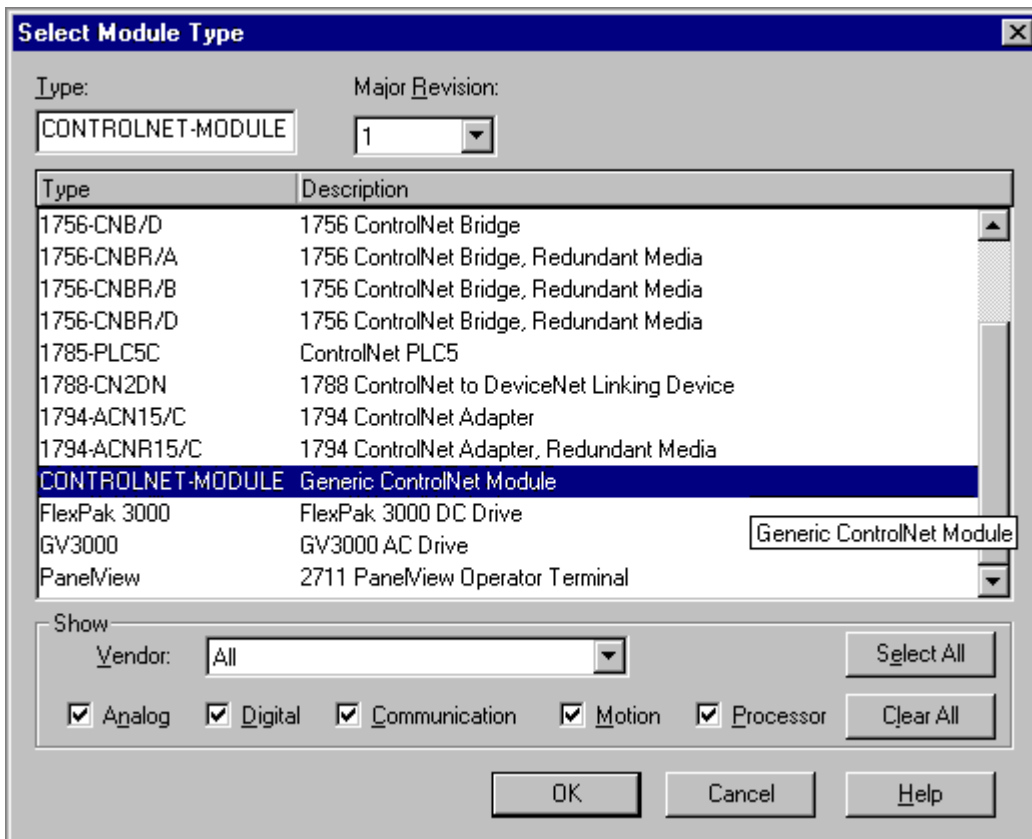 Select Module Type
Type: Major Revision:
CONTROLNET-MODULE 1
Type Description
1756-CNB/D 1756 ControlNet Bridge
1756-CNBR/A 1756 ControlNet Bridge, Redundant Media
1756-CNBR/B 1756 ControlNet Bridge, Redundant Media
1756-CNBR/D 1756 ControlNet Bridge, Redundant Media
1785-PLC5C ControlNet PLC5
1788-CN2DN 1788 ControlNet to DeviceNet Linking Device
1794-ACN15/C 1794 ControlNet Adapter
1794-ACNR15/C 1794 ControlNet Adapter, Redundant Media
CONTROLNET-MODULE Generic ControlNet Module
FlexPak 3000 FlexPak 3000 DC Drive
Generic ControlNet Module
GV3000 GV3000 AC Drive
PanelView 2711 PanelView Operator Terminal
Show
Vendor: All Select All
Analog Digital Communication Motion Processor Clear All
OK Cancel Help